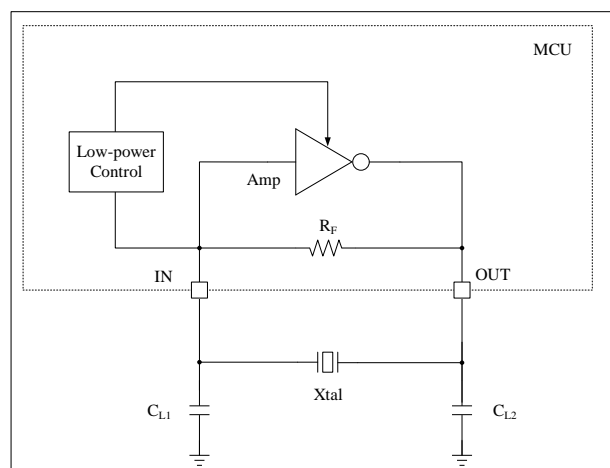 MCU
Low-power
Control
Amp
R_F
IN
OUT
Xtal
C_L1
C_L2